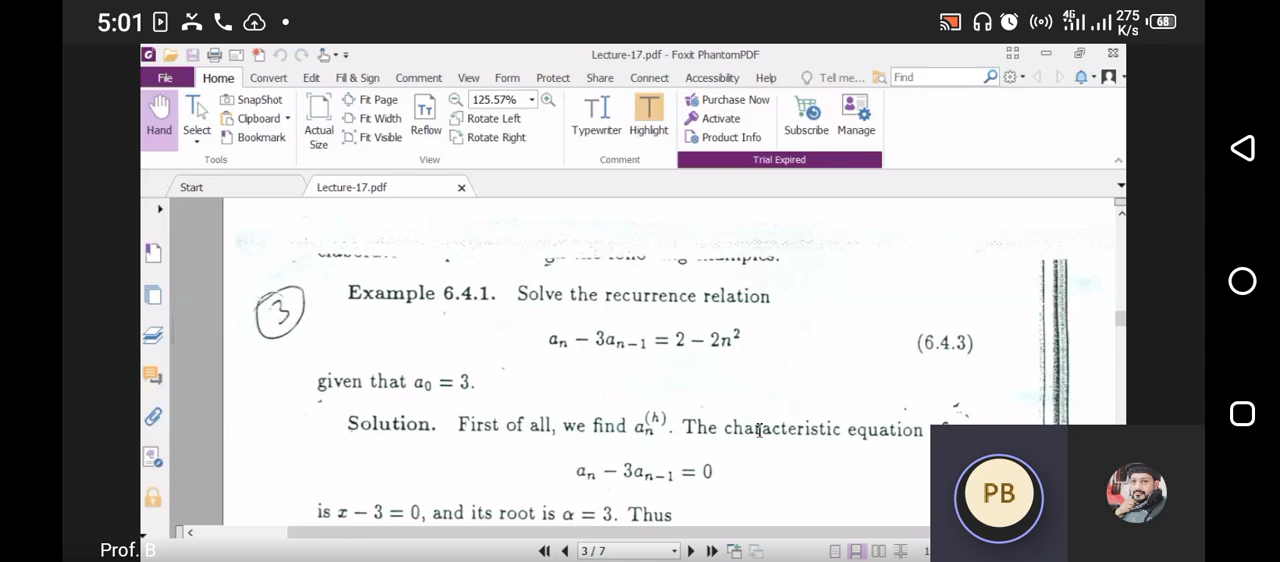 5:01
4G
275
K/s
68
Lecture-17.pdf - Foxit PhantomPDF
File Home Convert Edit Fill & Sign Comment View Form Protect Share Connect Accessibility Help Tell me... Find
Hand
Select
SnapShot
Clipboard
Bookmark
Tools
Actual
Size
Fit Page
Fit Width
Fit Visible
Reflow
125.57%
Rotate Left
Rotate Right
View
Typewriter
Highlight
Comment
Purchase Now
Activate
Product Info
Subscribe
Manage
Trial Expired
Start
Lecture-17.pdf
3
Example 6.4.1. Solve the recurrence relation
aₙ − 3aₙ₋₁ = 2 − 2n² (6.4.3)
given that a₀ = 3.
Solution. First of all, we find aₙ⁽ʰ⁾. The characteristic equation
aₙ − 3aₙ₋₁ = 0
is x − 3 = 0, and its root is α = 3. Thus
PB
Prof. B
3 / 7